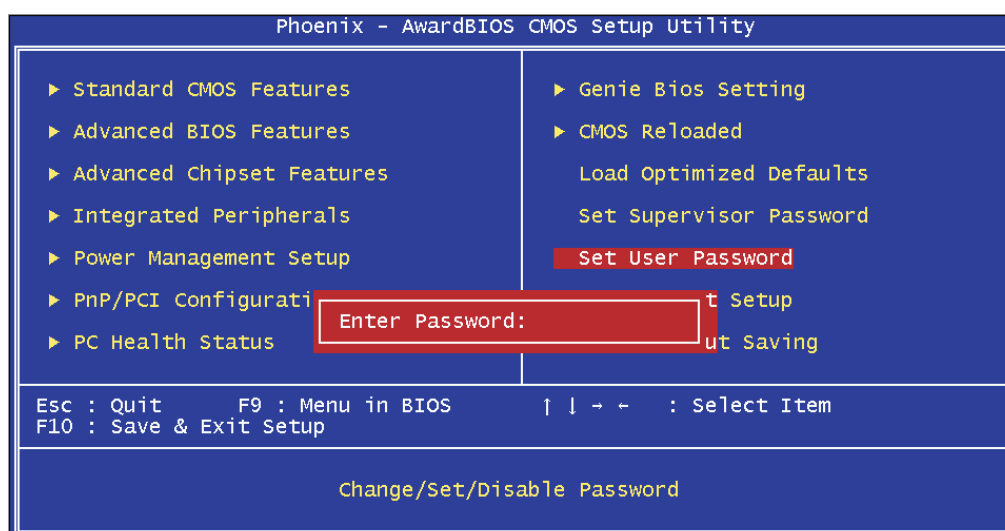 Phoenix - AwardBIOS CMOS Setup Utility
▶ Standard CMOS Features
▶ Advanced BIOS Features
▶ Advanced Chipset Features
▶ Integrated Peripherals
▶ Power Management Setup
▶ PnP/PCI Configurati
▶ PC Health Status
▶ Genie Bios Setting
▶ CMOS Reloaded
Load Optimized Defaults
Set Supervisor Password
Set User Password
t Setup
ut Saving
Enter Password:
Esc : Quit F9 : Menu in BIOS ↑ ↓ → ← : Select Item
F10 : Save & Exit Setup
Change/Set/Disable Password